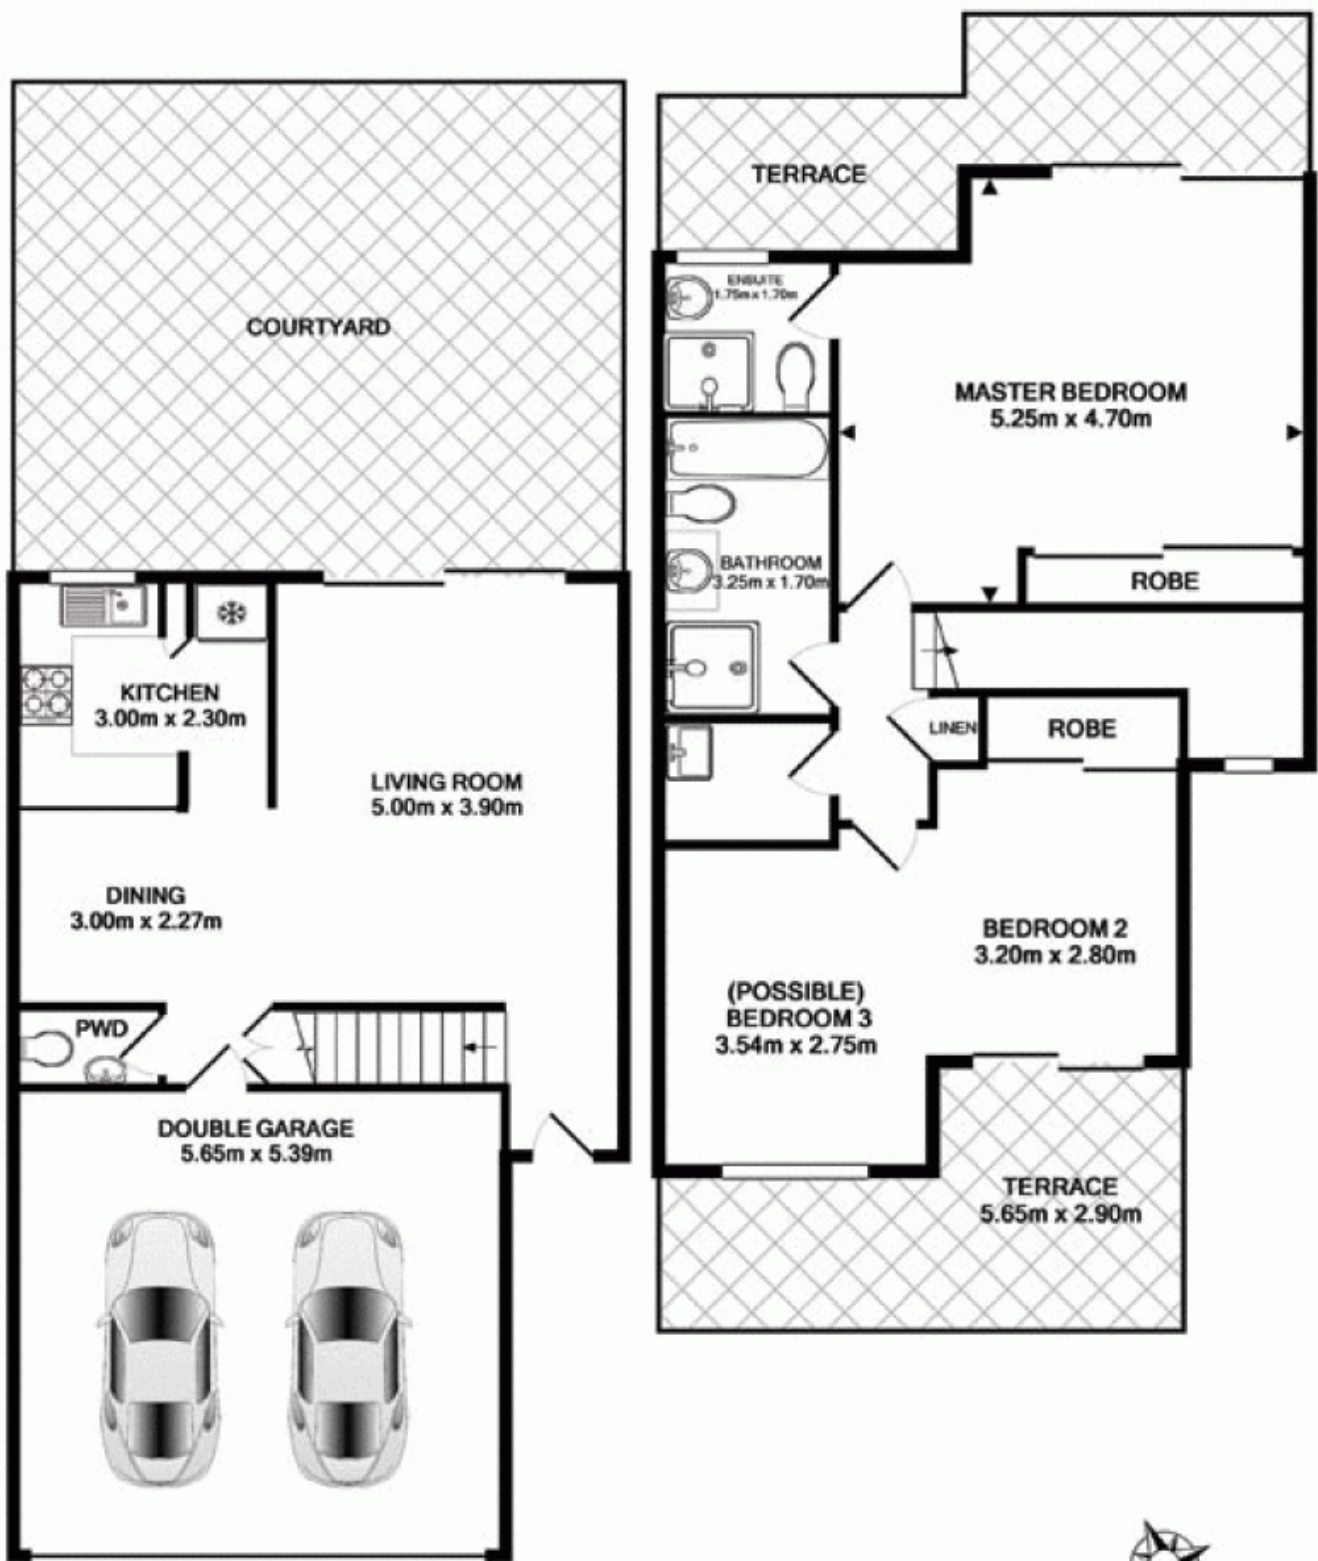 COURTYARD
KITCHEN
3.00m x 2.30m
LIVING ROOM
5.00m x 3.90m
DINING
3.00m x 2.27m
PWD
DOUBLE GARAGE
5.65m x 5.39m
TERRACE
ENSUITE
1.75m x 1.70m
MASTER BEDROOM
5.25m x 4.70m
BATHROOM
3.25m x 1.70m
ROBE
LINEN
ROBE
BEDROOM 2
3.20m x 2.80m
(POSSIBLE)
BEDROOM 3
3.54m x 2.75m
TERRACE
5.65m x 2.90m